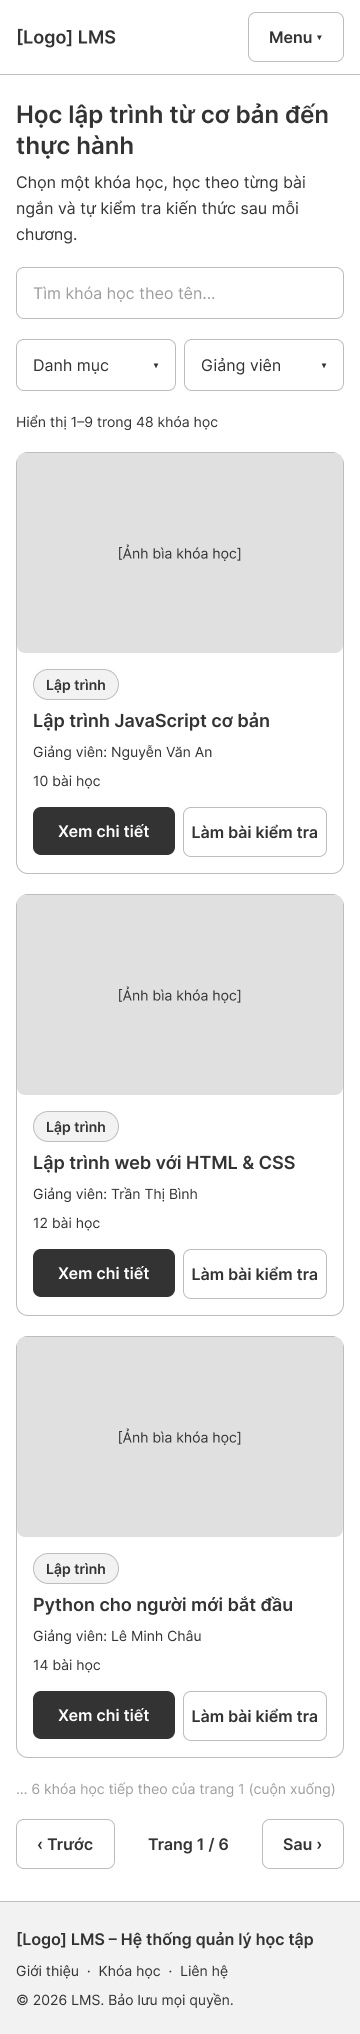 [Logo] LMS
Menu ▾
Học lập trình từ cơ bản đến
thực hành
Chọn một khóa học, học theo từng bài
ngắn và tự kiểm tra kiến thức sau mỗi
chương.
Tìm khóa học theo tên...
Danh mục ▾
Giảng viên ▾
Hiển thị 1–9 trong 48 khóa học
[Ảnh bìa khóa học]
Lập trình
Lập trình JavaScript cơ bản
Giảng viên: Nguyễn Văn An
10 bài học
Xem chi tiết
Làm bài kiểm tra
[Ảnh bìa khóa học]
Lập trình
Lập trình web với HTML & CSS
Giảng viên: Trần Thị Bình
12 bài học
Xem chi tiết
Làm bài kiểm tra
[Ảnh bìa khóa học]
Lập trình
Python cho người mới bắt đầu
Giảng viên: Lê Minh Châu
14 bài học
Xem chi tiết
Làm bài kiểm tra
... 6 khóa học tiếp theo của trang 1 (cuộn xuống)
‹ Trước
Trang 1 / 6
Sau ›
[Logo] LMS – Hệ thống quản lý học tập
Giới thiệu · Khóa học · Liên hệ
© 2026 LMS. Bảo lưu mọi quyền.